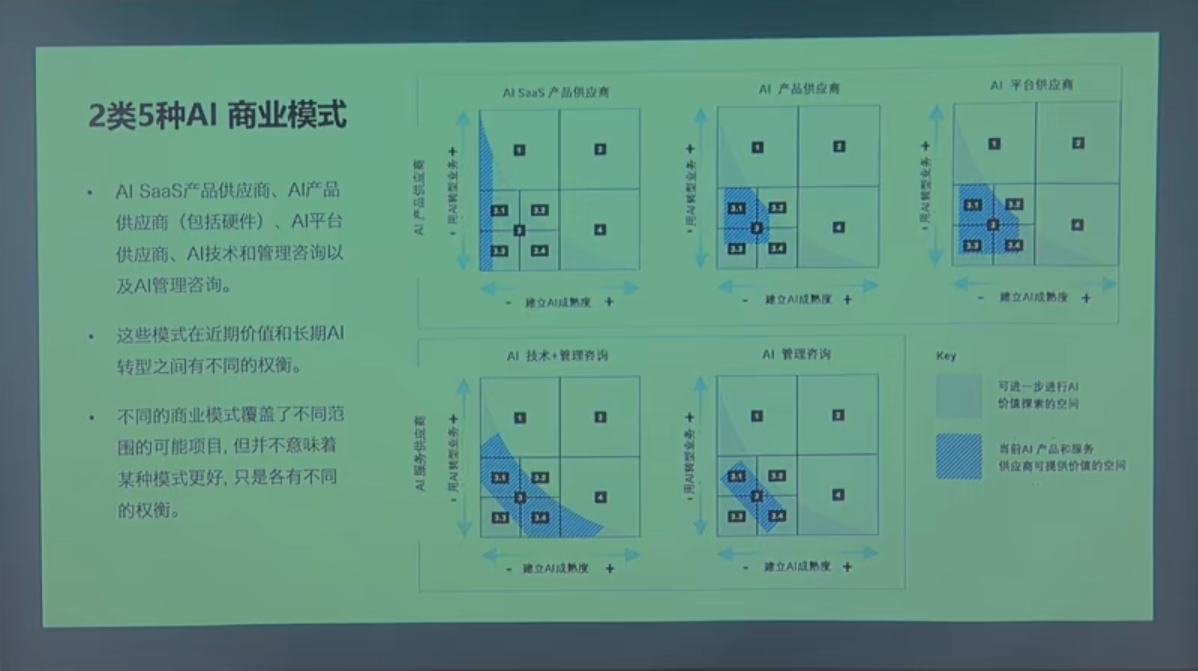 2类5种AI 商业模式
• AI SaaS产品供应商、AI产品
供应商（包括硬件）、AI平台
供应商、AI技术和管理咨询以
及AI管理咨询。
• 这些模式在近期价值和长期AI
转型之间有不同的权衡。
• 不同的商业模式覆盖了不同范
围的可能项目, 但并不意味着
某种模式更好, 只是各有不同
的权衡。
AI 产品供应商
AI SaaS 产品供应商
- 用AI转型业务 +
1 2
3.1 3.2
3 4
3.3 3.4
- 建立AI成熟度 +
AI 产品供应商
- 用AI转型业务 +
1 2
3.1 3.2
3 4
3.3 3.4
- 建立AI成熟度 +
AI 平台供应商
- 用AI转型业务 +
1 2
3.1 3.2
3 4
3.3 3.4
- 建立AI成熟度 +
AI 服务供应商
AI 技术+管理咨询
- 用AI转型业务 +
1 2
3.1 3.2
3 4
3.3 3.4
- 建立AI成熟度 +
AI 管理咨询
- 用AI转型业务 +
1 2
3.1 3.2
3 4
3.3 3.4
- 建立AI成熟度 +
Key
可进一步进行AI
价值探索的空间
当前AI 产品和服务
供应商可提供价值的空间